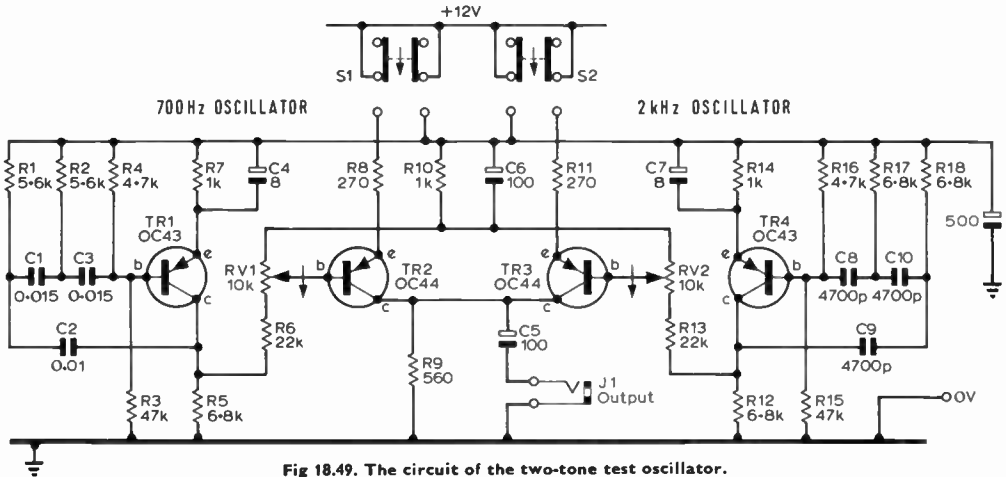 +12V
S1
S2
700Hz OSCILLATOR
2kHz OSCILLATOR
R1
5·6k
R2
5·6k
R4
4·7k
R7
1k
C4
8
R8
270
R10
1k
C6
100
R11
270
C7
8
R14
1k
R16
4·7k
R17
6·8k
R18
6·8k
500
TR1
OC43
e
b
c
C1
0·015
C3
0·015
C2
0·01
RV1
10k
R6
22k
b
e
c
TR2
OC44
TR3
OC44
e
b
c
RV2
10k
R13
22k
TR4
OC43
e
b
c
C8
4700p
C10
4700p
C9
4700p
R3
47k
R5
6·8k
R9
560
C5
100
J1
Output
R12
6·8k
R15
47k
0V
Fig 18.49. The circuit of the two-tone test oscillator.